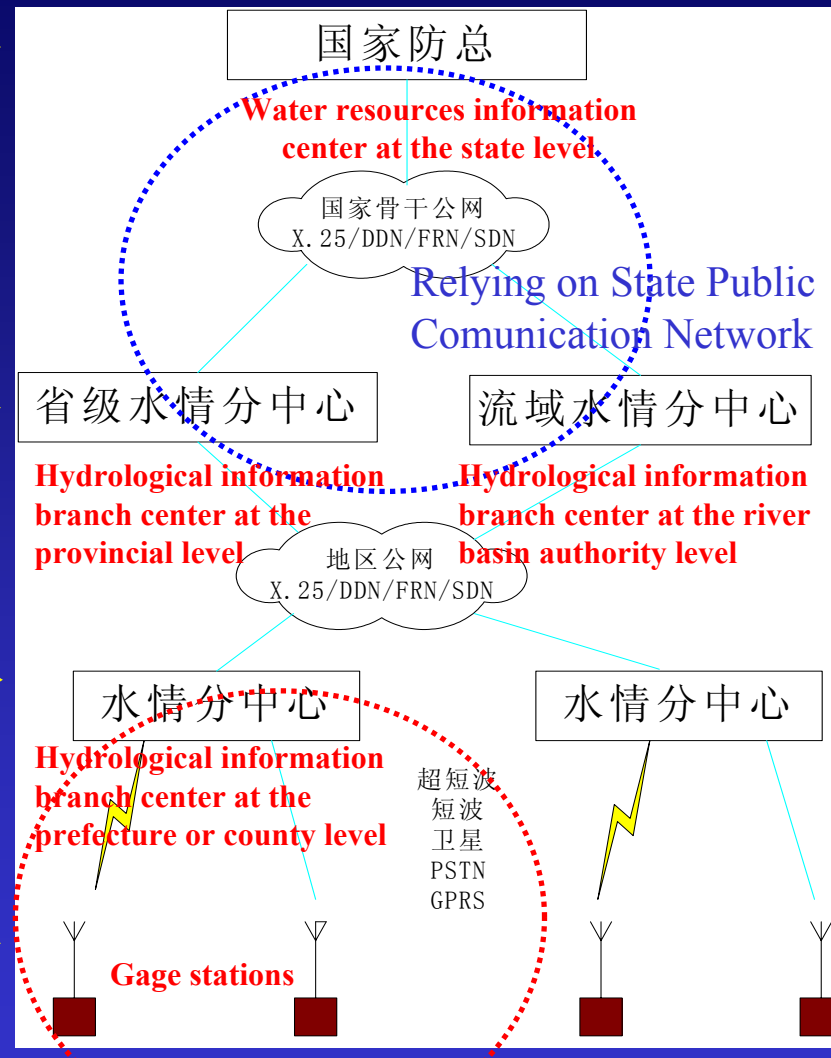 国家防总
Water resources information
center at the state level
国家骨干公网
X.25/DDN/FRN/SDN
Relying on State Public
Comunication Network
省级水情分中心
流域水情分中心
Hydrological information
branch center at the
provincial level
Hydrological information
branch center at the river
basin authority level
地区公网
X.25/DDN/FRN/SDN
水情分中心
水情分中心
Hydrological information
branch center at the
prefecture or county level
超短波
短波
卫星
PSTN
GPRS
Gage stations